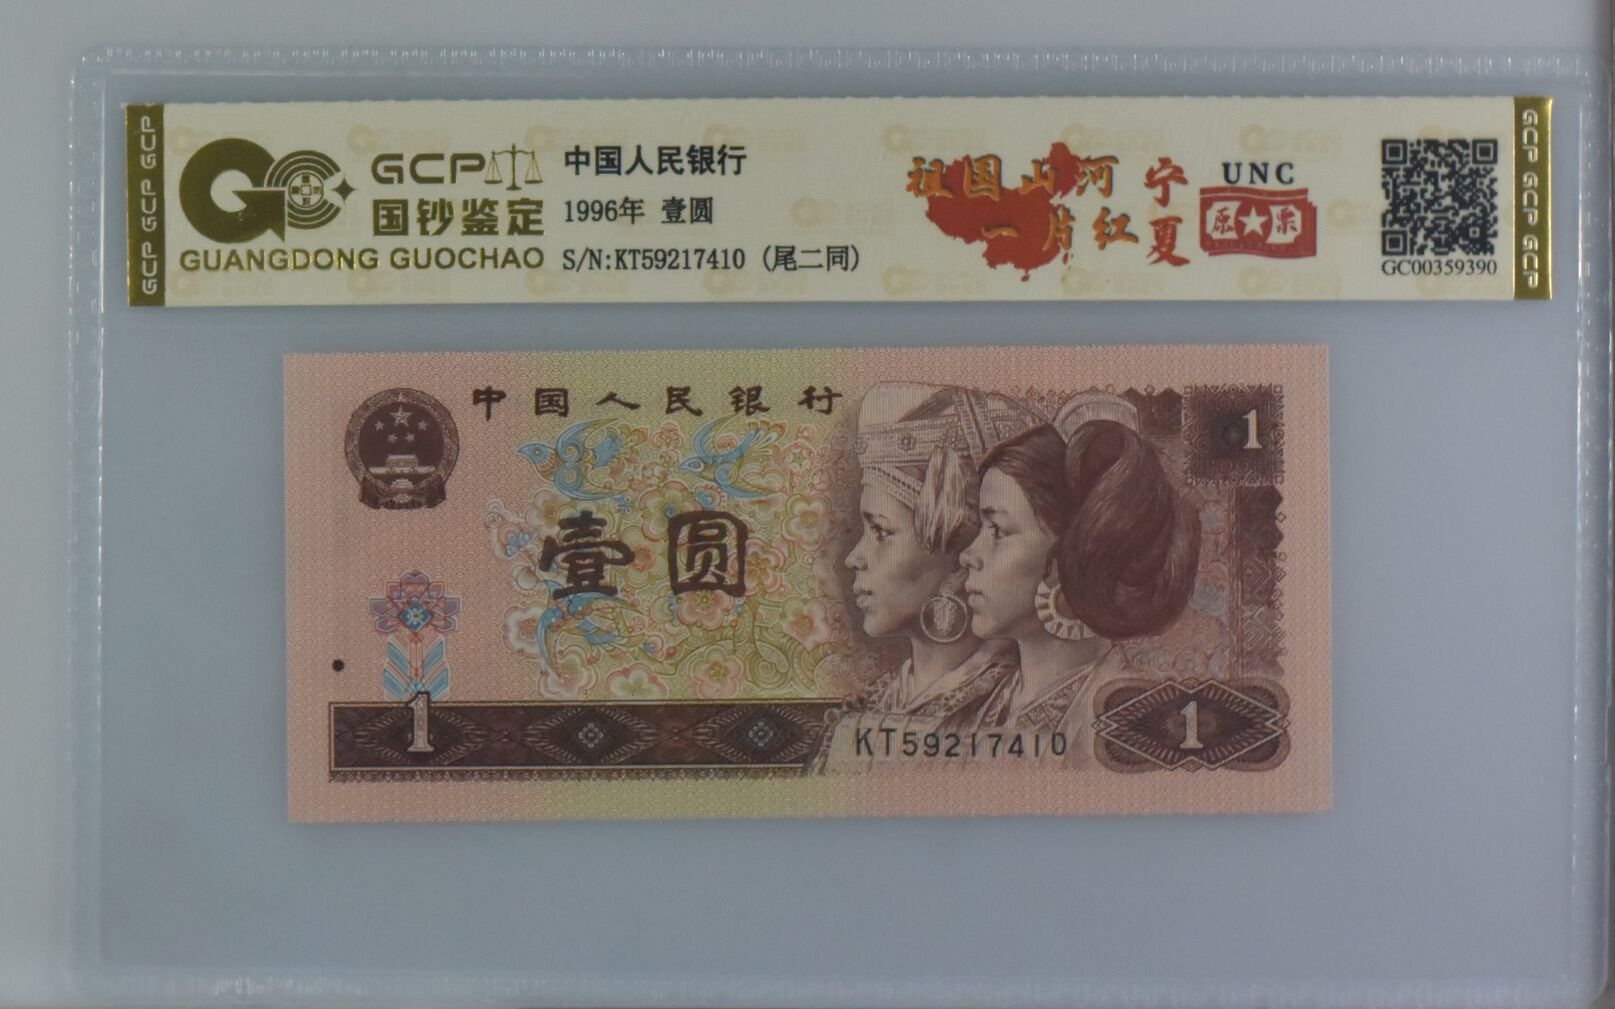 GCP GCP GCP
GCP
国钞鉴定
GUANGDONG GUOCHAO
中国人民银行
1996年 壹圆
S/N:KT59217410 (尾二同)
祖国山河
一片红
宁夏
UNC
原★票
GC00359390
GCP GCP GCP
中国人民银行
1
壹圆
1
KT59217410
1